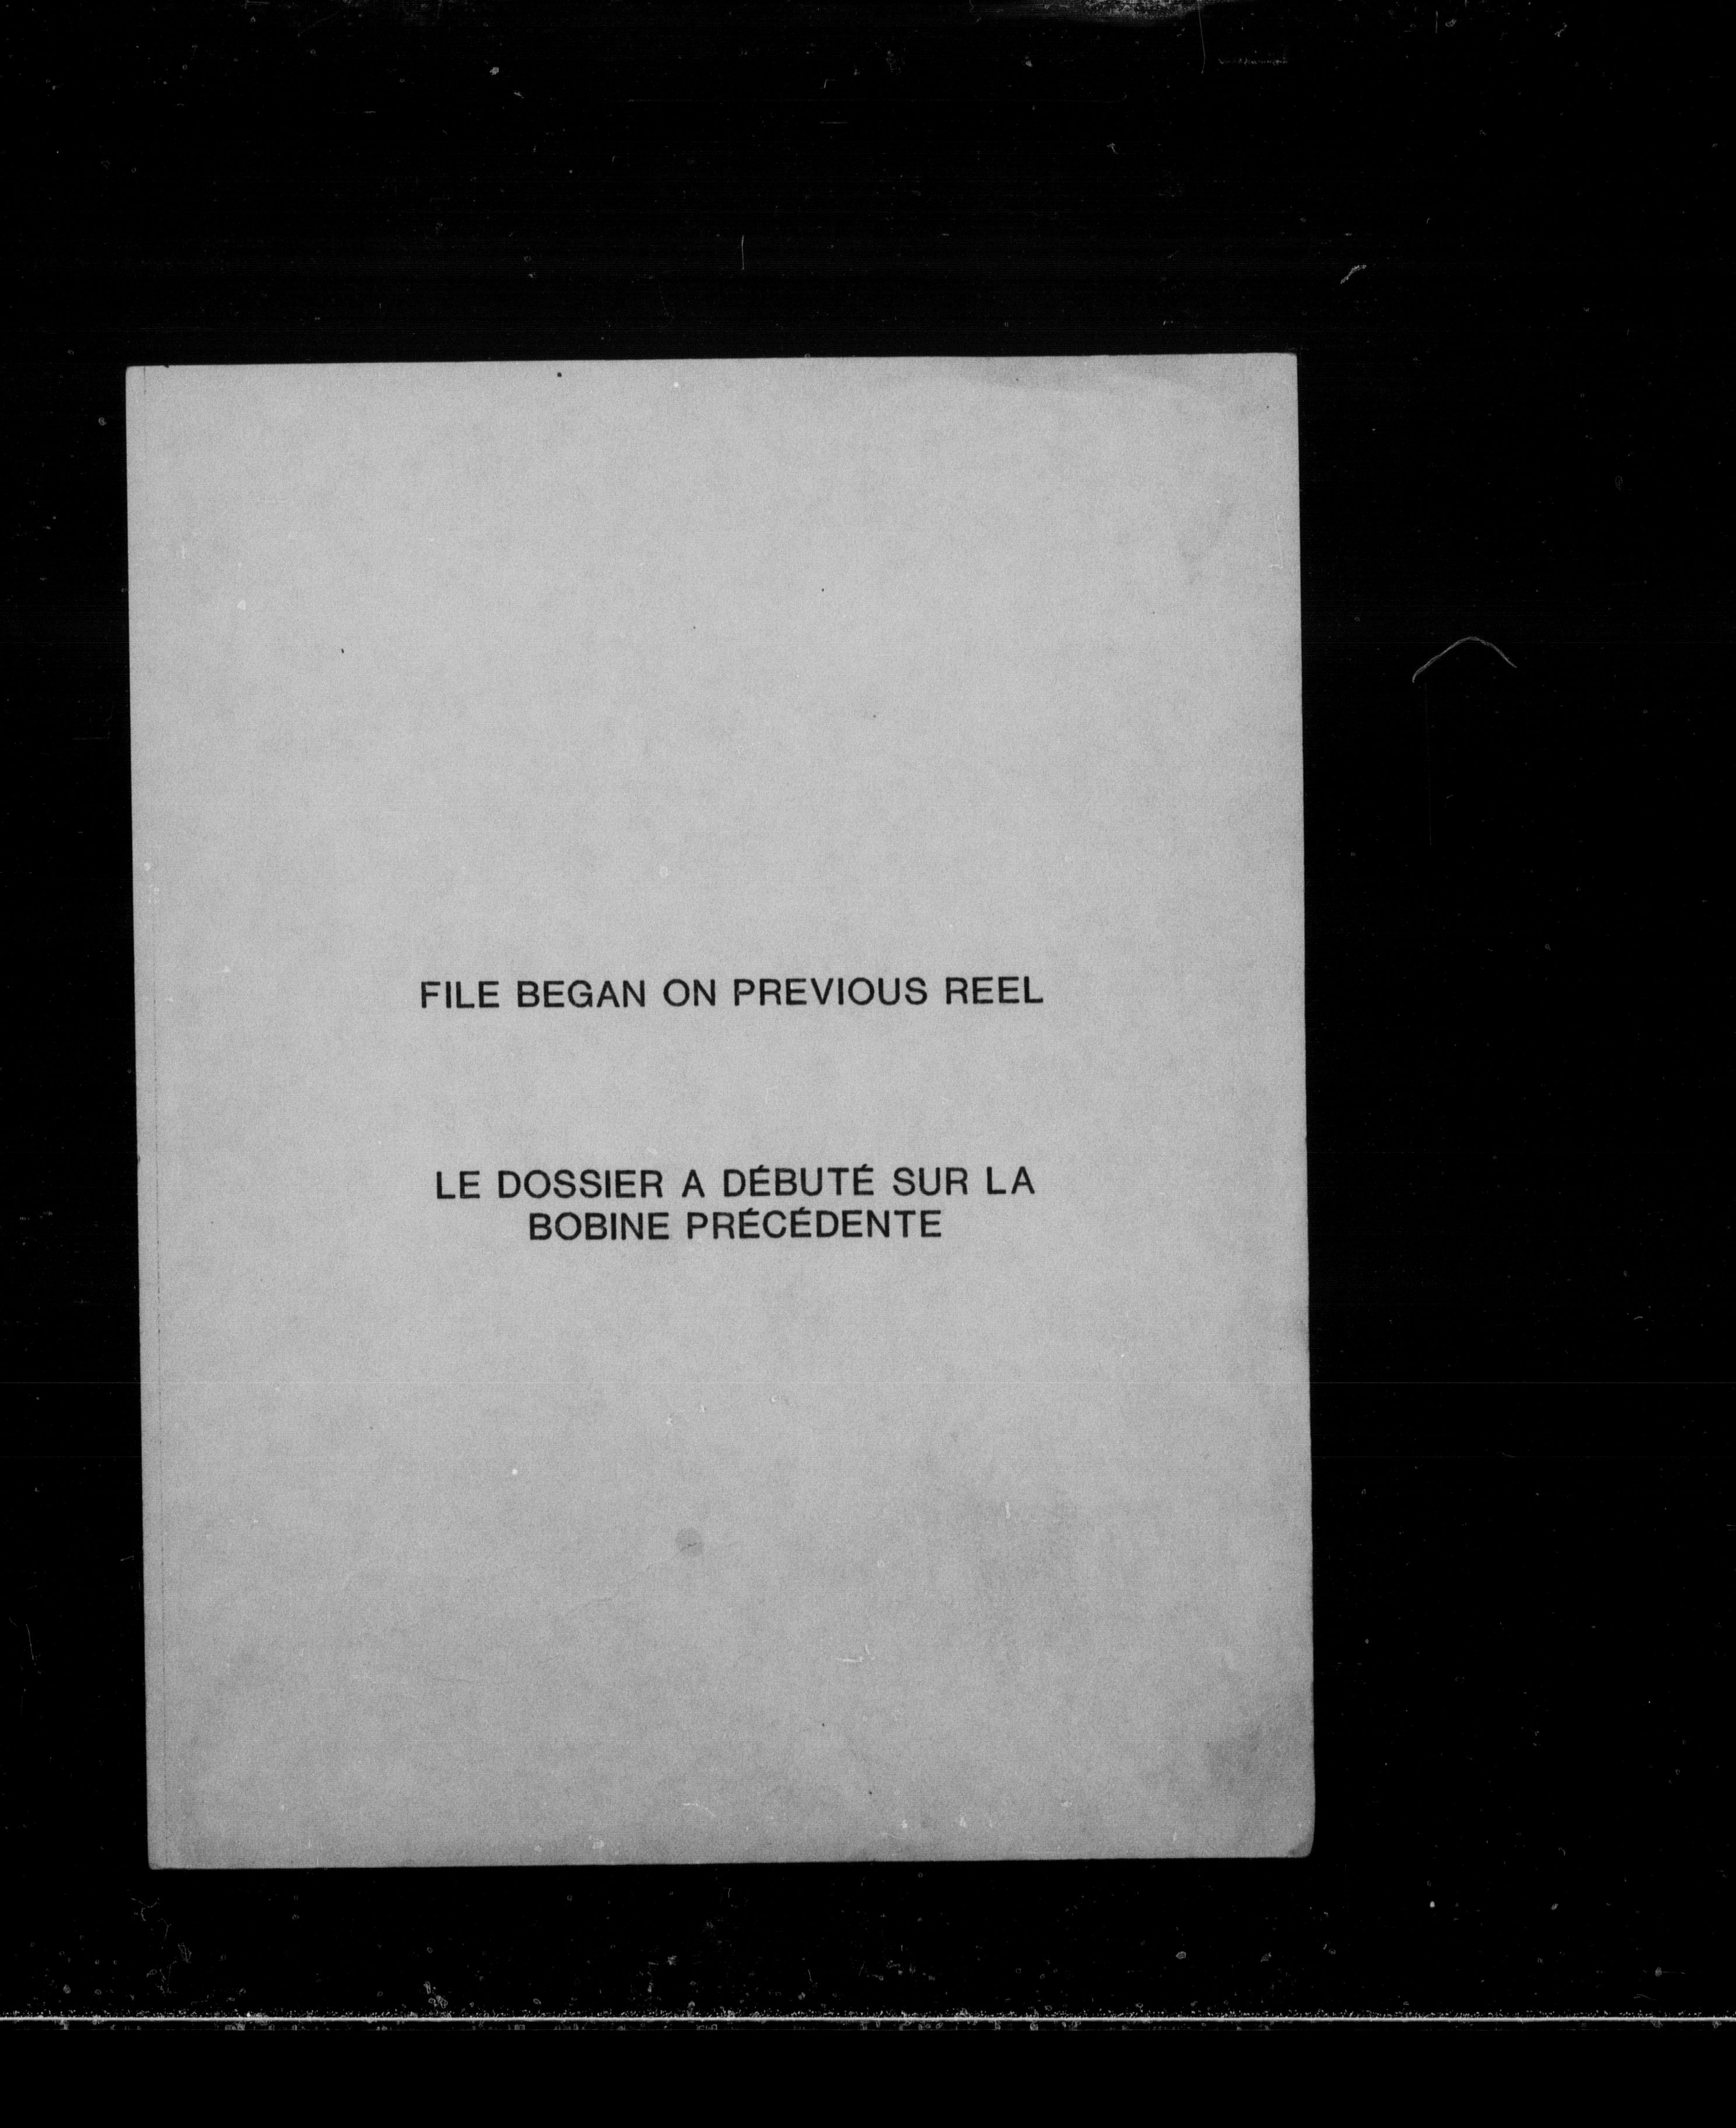 FILE BEGAN ON PREVIOUS REEL
LE DOSSIER A DÉBUTÉ SUR LA
BOBINE PRÉCÉDENTE